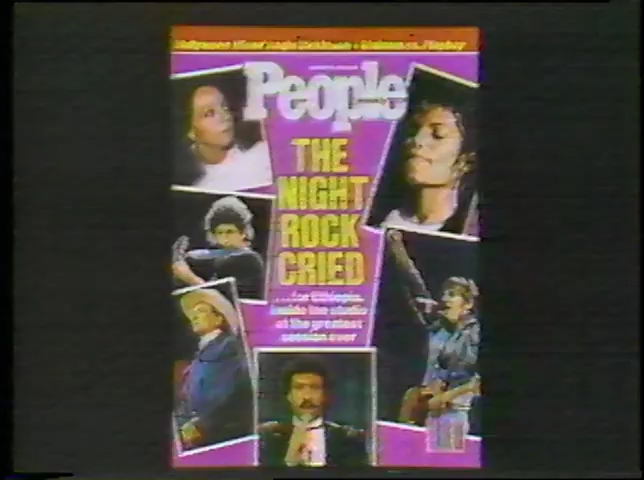 People
THE
NIGHT
ROCK
CRIED
...for Ethiopia.
Inside the studio
at the greatest
session ever